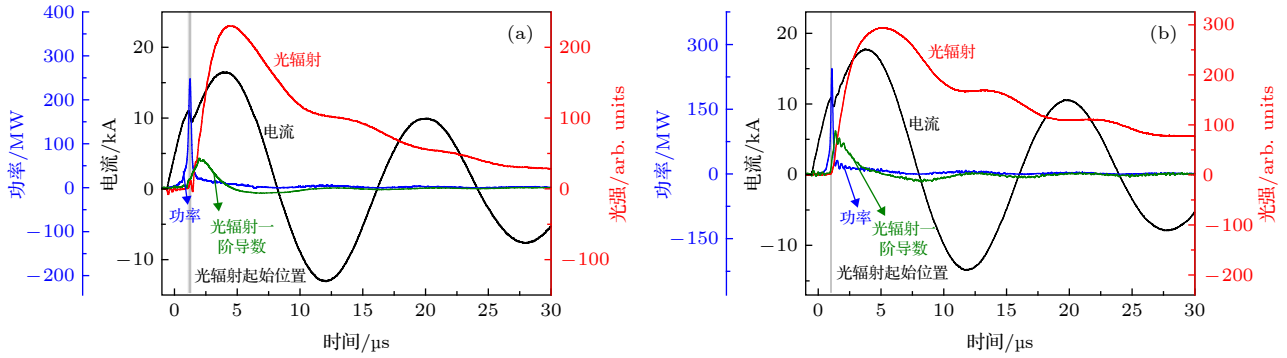 400
300
200
100
0
−100
−200
功率/MW
20
10
0
−10
电流/kA
(a)
光辐射
电流
功率
光辐射一
阶导数
光辐射起始位置
200
100
0
−100
光强/arb. units
0
5
10
15
20
25
30
时间/µs
300
150
0
−150
功率/MW
20
10
0
−10
电流/kA
(b)
光辐射
电流
功率
光辐射一
阶导数
光辐射起始位置
300
200
100
0
−100
−200
光强/arb. units
0
5
10
15
20
25
30
时间/µs